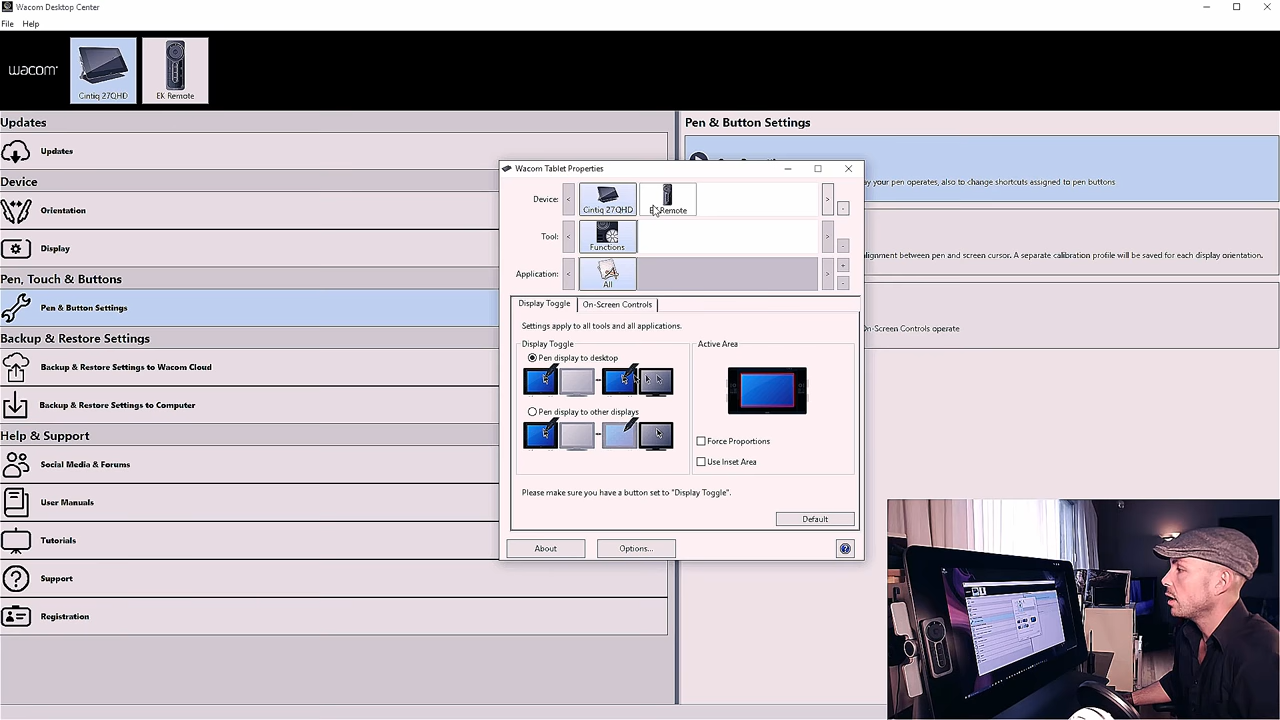 Wacom Desktop Center
File Help
wacom
Cintiq 27QHD
EK Remote
Updates
Updates
Device
Orientation
Display
Pen, Touch & Buttons
Pen & Button Settings
Backup & Restore Settings
Backup & Restore Settings to Wacom Cloud
Backup & Restore Settings to Computer
Help & Support
Social Media & Forums
User Manuals
Tutorials
Support
Registration
Pen & Button Settings
y your pen operates, also to change shortcuts assigned to pen buttons
lignment between pen and screen cursor. A separate calibration profile will be saved for each display orientation.
On-Screen Controls operate
Wacom Tablet Properties
Device:
Cintiq 27QHD
Remote
Tool:
Functions
Application:
All
Display Toggle
On-Screen Controls
Settings apply to all tools and all applications.
Display Toggle
Pen display to desktop
Pen display to other displays
Active Area
Force Proportions
Use Inset Area
Please make sure you have a button set to "Display Toggle".
Default
About
Options...